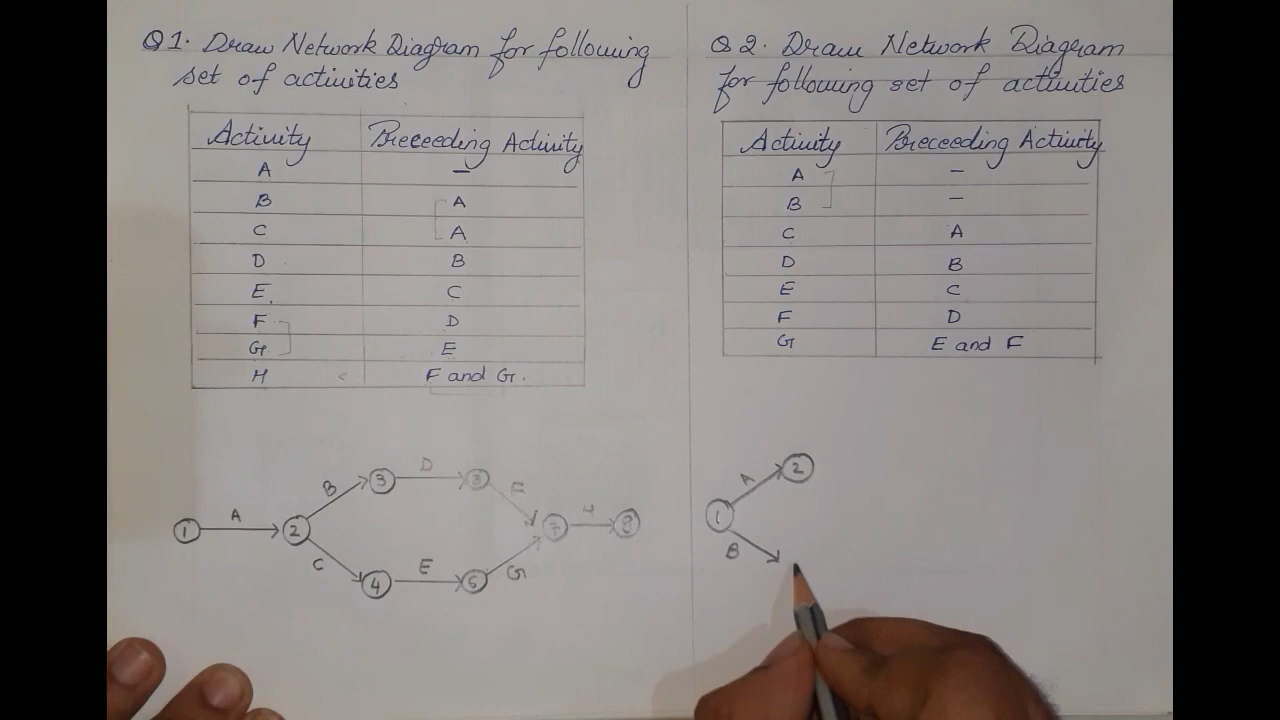 Q1. Draw Network Diagram for following
set of activities
Activity Preceeding Activity
A –
B A
C A
D B
E. C
F D
G E
H F and G.
B D F
1 A 2 3 7 H 8
C 4 E 6 G
Q2. Draw Network Diagram
for following set of activities
Activity Preceeding Activity
A –
B –
C A
D B
E C
F D
G E and F
A 2
1
B